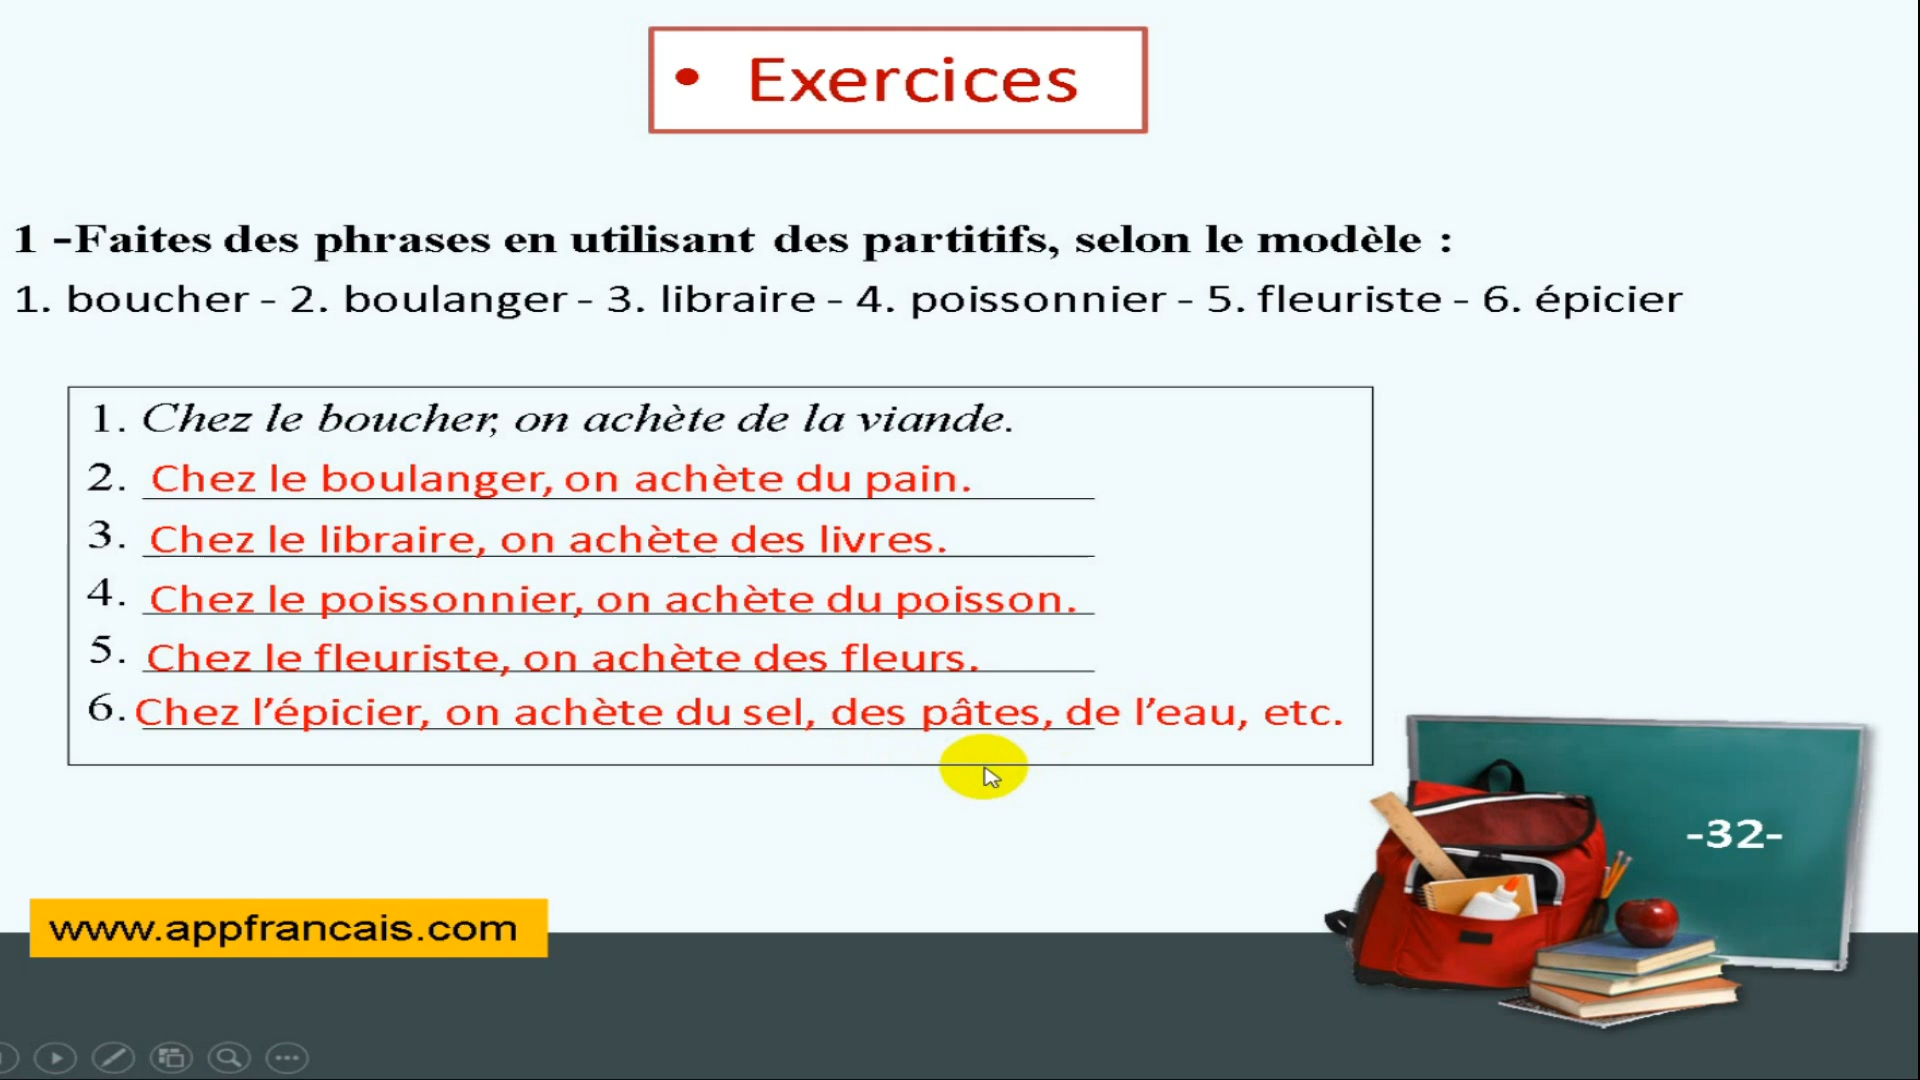 • Exercices
1 -Faites des phrases en utilisant des partitifs, selon le modèle :
1. boucher - 2. boulanger - 3. libraire - 4. poissonnier - 5. fleuriste - 6. épicier
1. Chez le boucher, on achète de la viande.
2. Chez le boulanger, on achète du pain.
3. Chez le libraire, on achète des livres.
4. Chez le poissonnier, on achète du poisson.
5. Chez le fleuriste, on achète des fleurs.
6. Chez l’épicier, on achète du sel, des pâtes, de l’eau, etc.
-32-
www.appfrancais.com